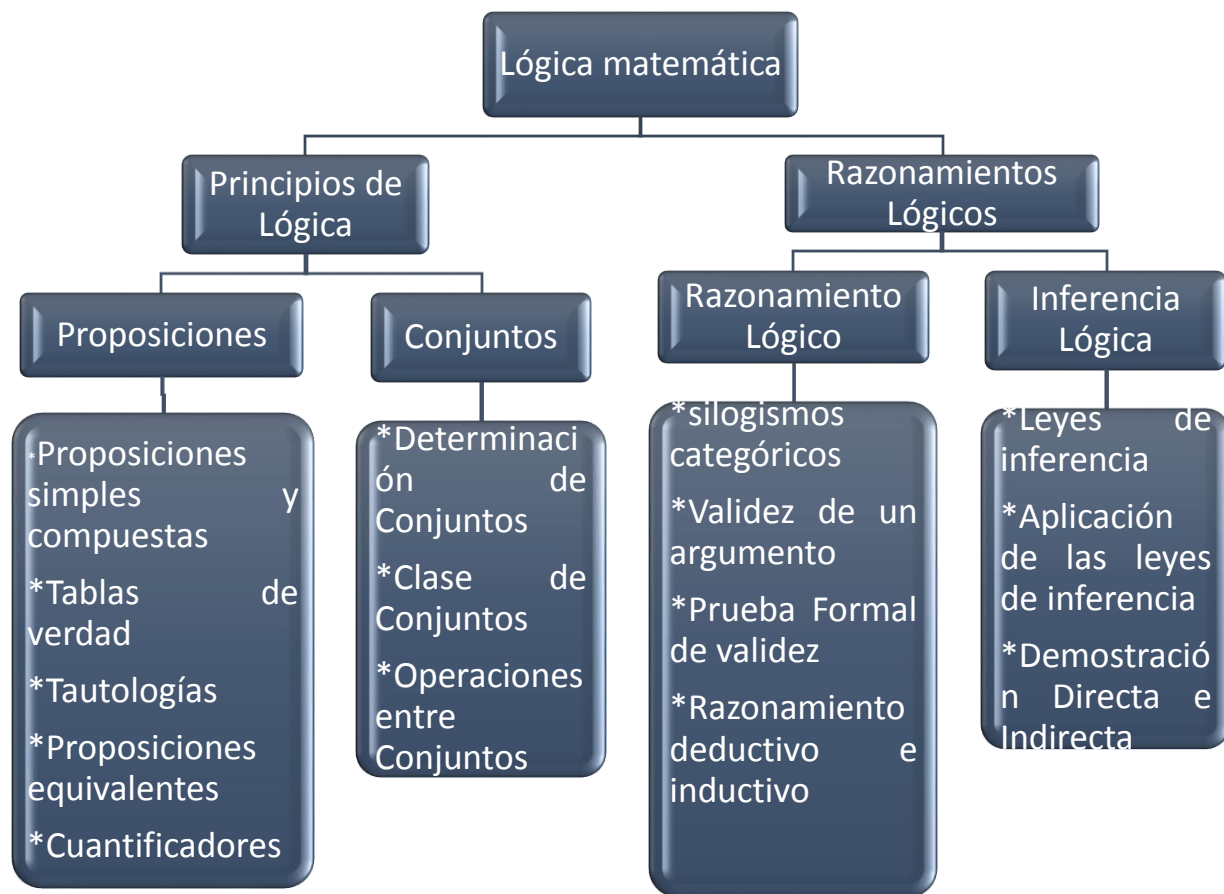 Lógica matemática
Principios de
Lógica
Razonamientos
Lógicos
Proposiciones
Conjuntos
Razonamiento
Lógico
Inferencia
Lógica
*Proposiciones
simples y
compuestas
*Tablas de
verdad
*Tautologías
*Proposiciones
equivalentes
*Cuantificadores
*Determinaci
ón de
Conjuntos
*Clase de
Conjuntos
*Operaciones
entre
Conjuntos
*silogismos
categóricos
*Validez de un
argumento
*Prueba Formal
de validez
*Razonamiento
deductivo e
inductivo
*Leyes de
inferencia
*Aplicación
de las leyes
de inferencia
*Demostració
n Directa e
Indirecta